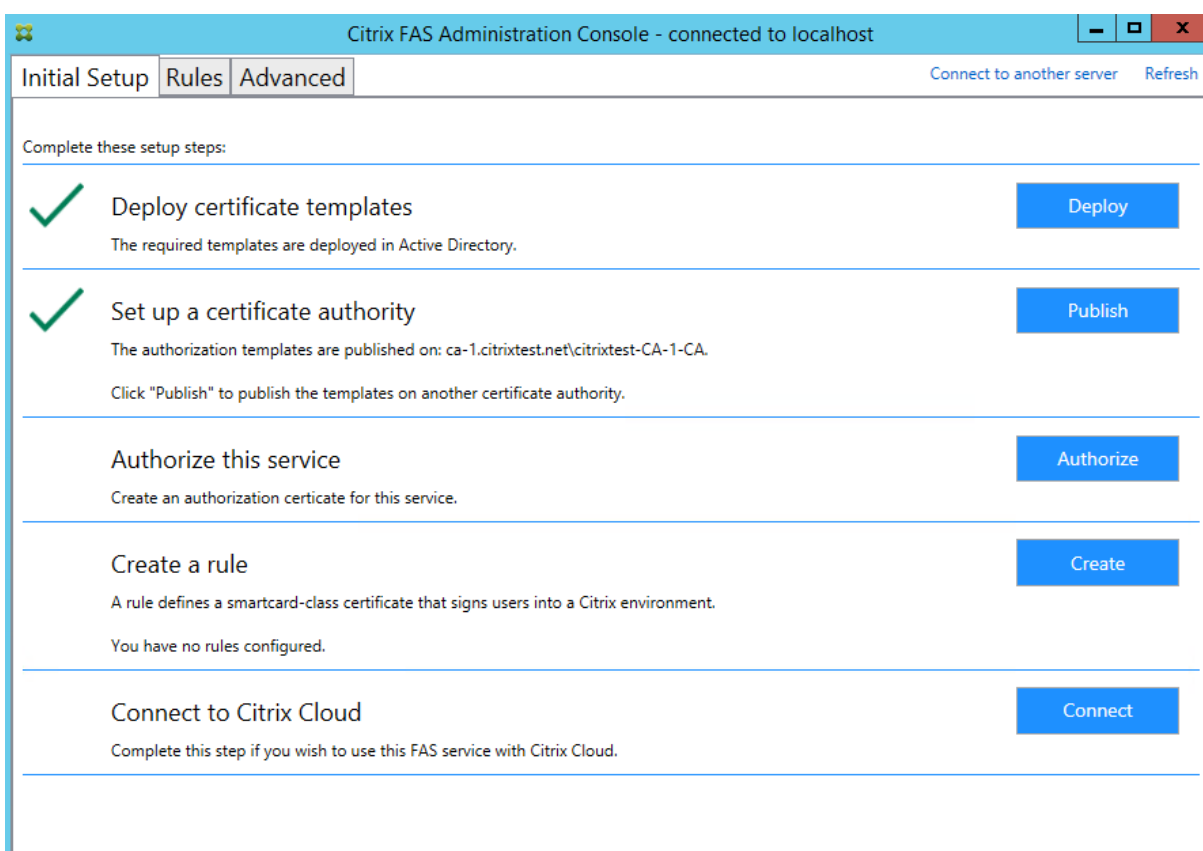 Citrix FAS Administration Console - connected to localhost
Initial Setup Rules Advanced Connect to another server Refresh
Complete these setup steps:
Deploy certificate templates Deploy
The required templates are deployed in Active Directory.
Set up a certificate authority Publish
The authorization templates are published on: ca-1.citrixtest.net\citrixtest-CA-1-CA.
Click "Publish" to publish the templates on another certificate authority.
Authorize this service Authorize
Create an authorization certicate for this service.
Create a rule Create
A rule defines a smartcard-class certificate that signs users into a Citrix environment.
You have no rules configured.
Connect to Citrix Cloud Connect
Complete this step if you wish to use this FAS service with Citrix Cloud.